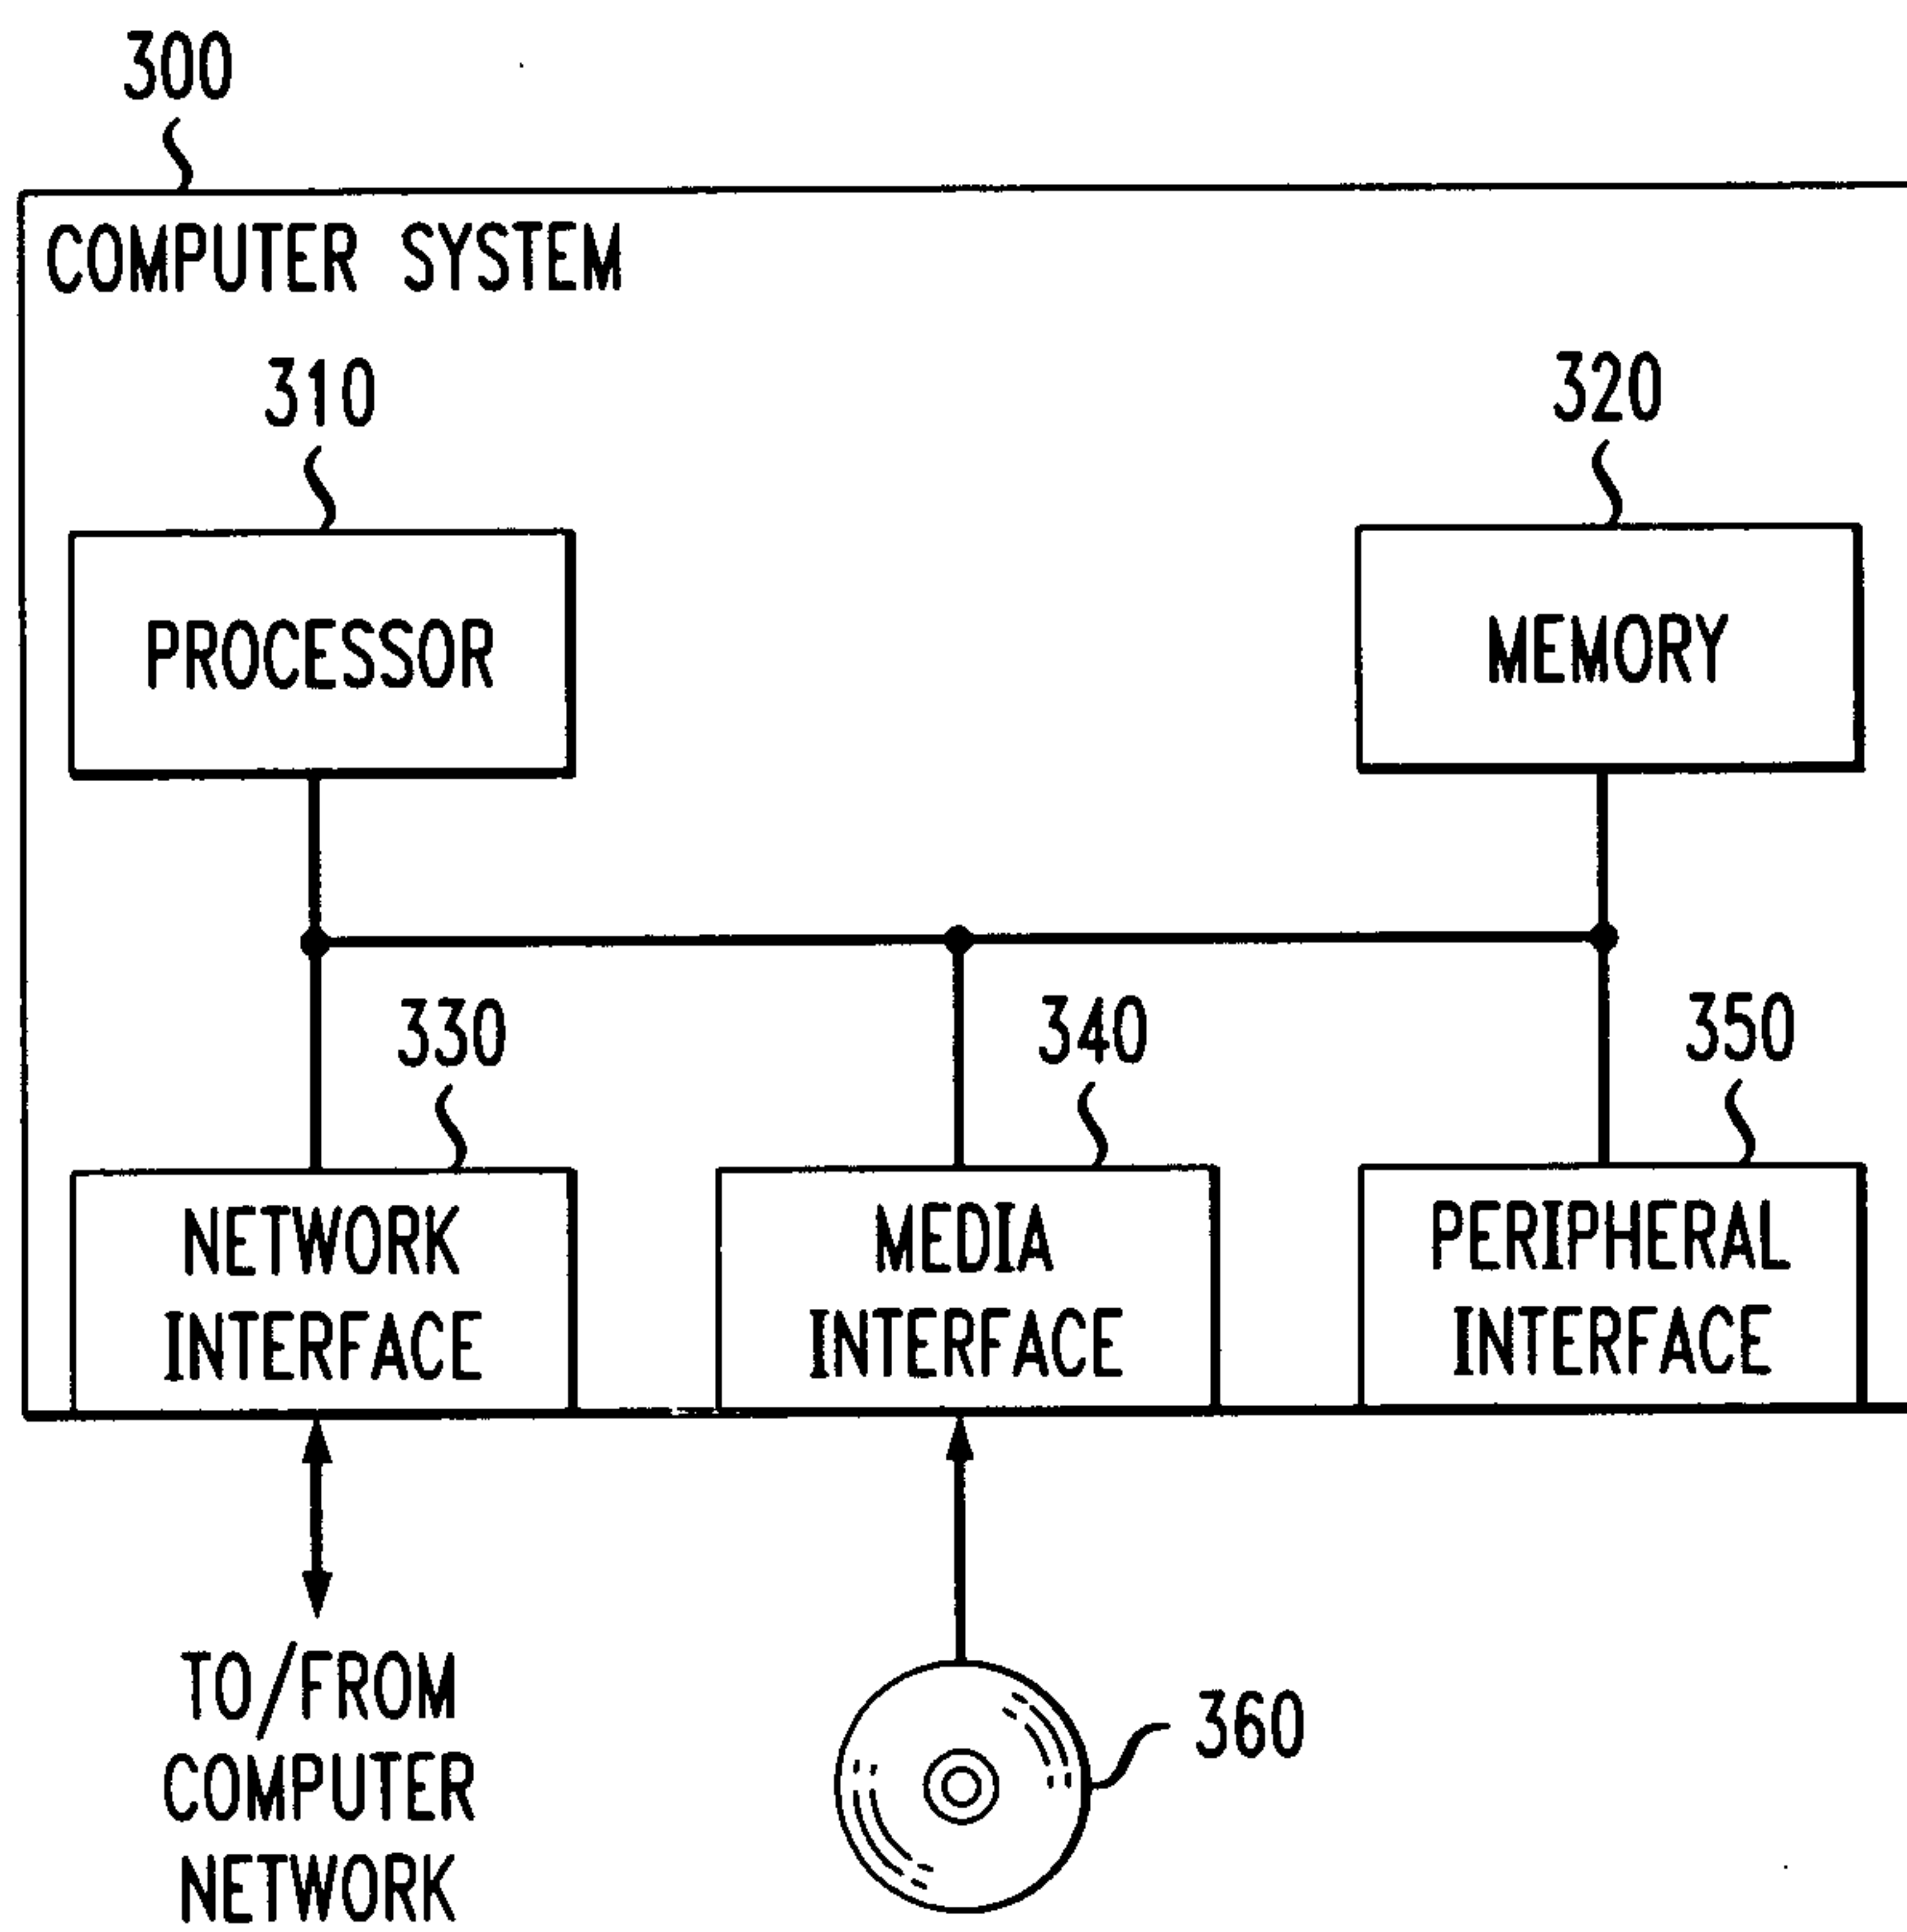 300
COMPUTER SYSTEM
310
320
PROCESSOR
MEMORY
330
340
350
NETWORK
INTERFACE
MEDIA
INTERFACE
PERIPHERAL
INTERFACE
TO/FROM
COMPUTER
NETWORK
360